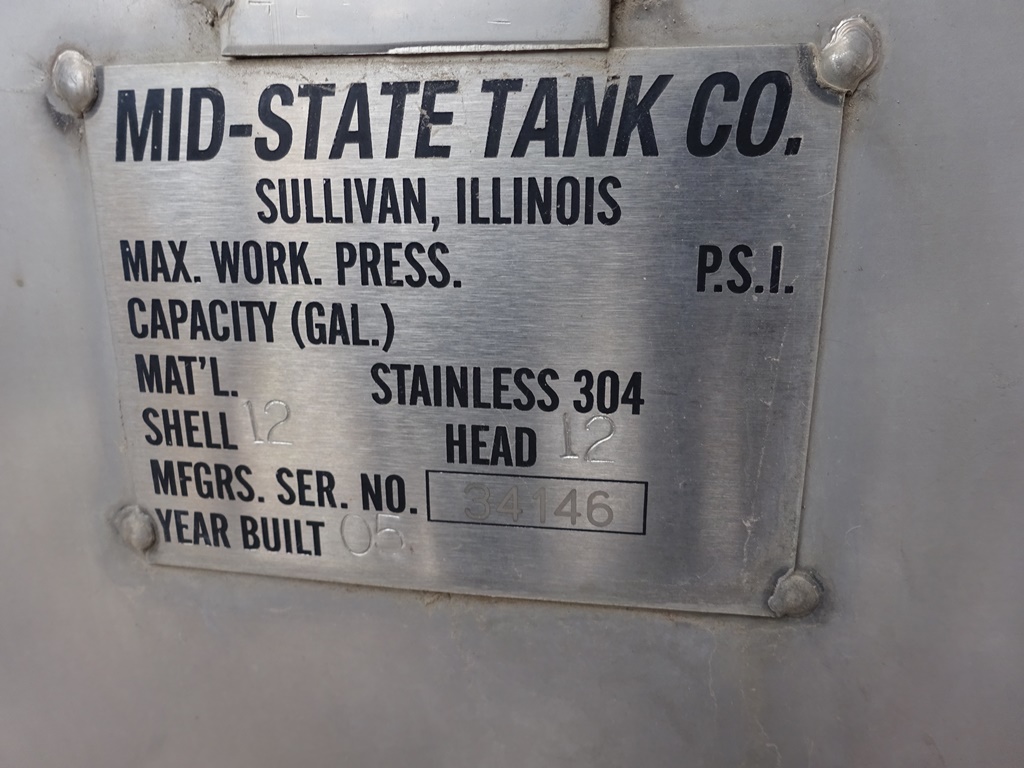 MID-STATE TANK CO.
SULLIVAN, ILLINOIS
MAX. WORK. PRESS. P.S.I.
CAPACITY (GAL.)
MAT'L. STAINLESS 304
SHELL 12 HEAD 12
MFGRS. SER. NO. 34146
YEAR BUILT 05